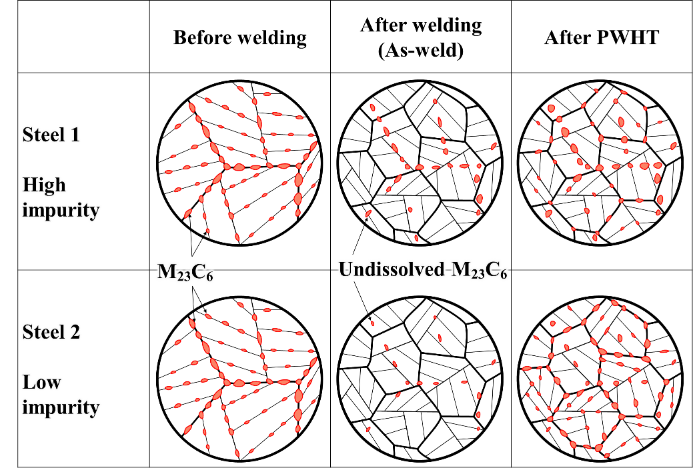 Before welding
After welding
(As-weld)
After PWHT
Steel 1
High
impurity
M₂₃C₆
Undissolved M₂₃C₆
Steel 2
Low
impurity